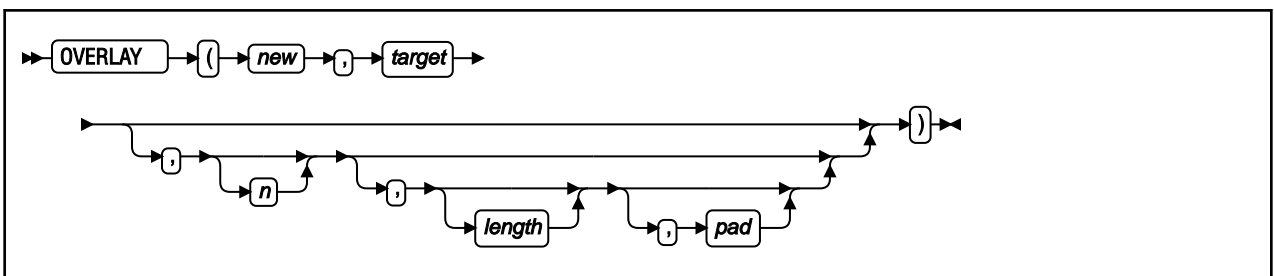 OVERLAY ( new , target
)
, n
, length
, pad